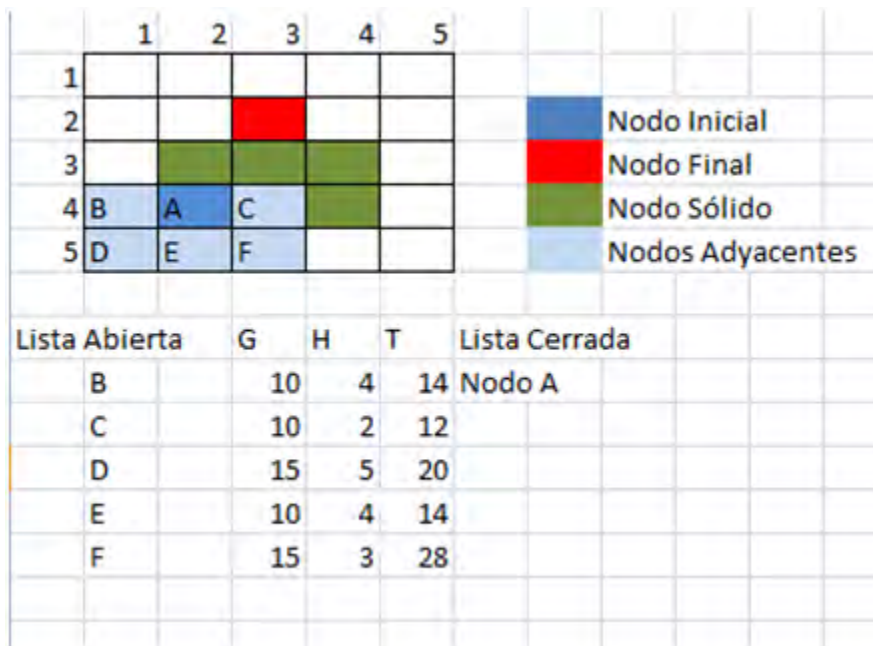 1 2 3 4 5
1
2 Nodo Inicial
3 Nodo Final
4 B A C Nodo Sólido
5 D E F Nodos Adyacentes
Lista Abierta G H T Lista Cerrada
B 10 4 14 Nodo A
C 10 2 12
D 15 5 20
E 10 4 14
F 15 3 28